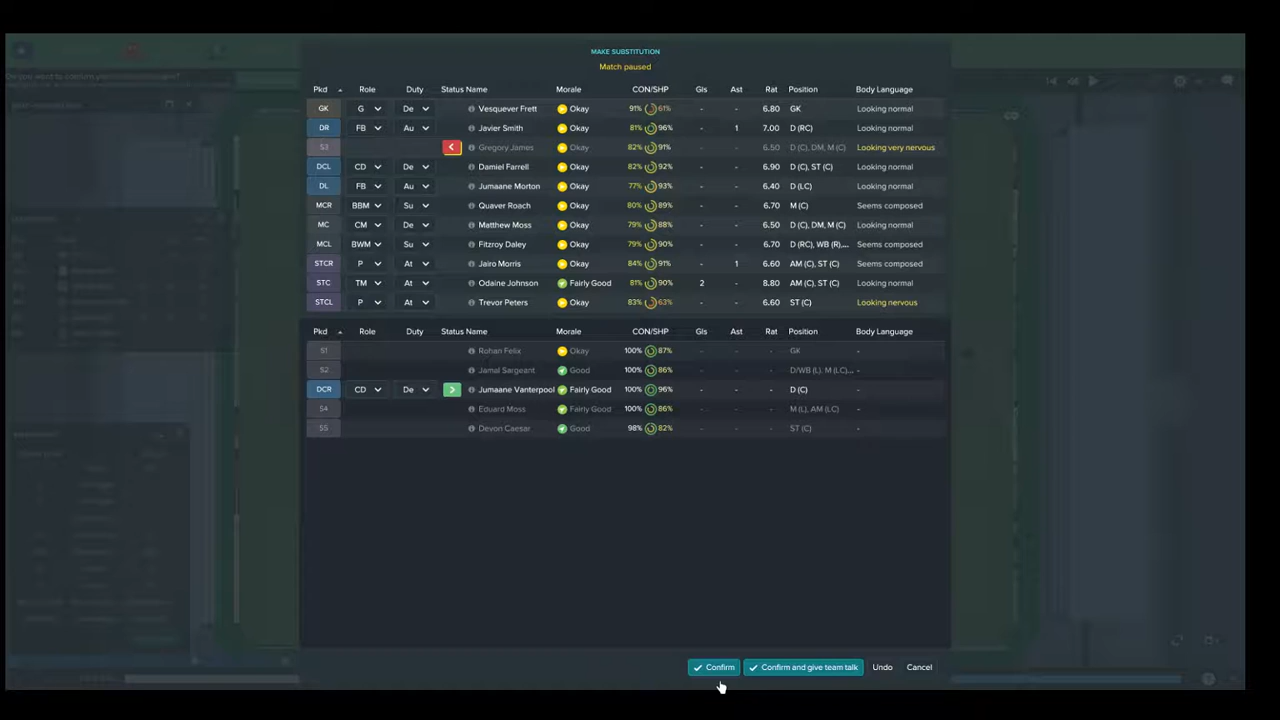 MAKE SUBSTITUTION
Match paused
Pkd Role Duty Status Name Morale CON/SHP Gls Ast Rat Position Body Language
GK G De Vesquever Frett Okay 91% 61% - - 6.80 GK Looking normal
DR FB Au Javier Smith Okay 81% 96% - 1 7.00 D (RC) Looking normal
S3 Gregory James Okay 82% 91% - - 6.50 D (C), DM, M (C) Looking very nervous
DCL CD De Damiel Farrell Okay 82% 92% - - 6.90 D (C), ST (C) Looking normal
DL FB Au Jumaane Morton Okay 77% 93% - - 6.40 D (LC) Looking normal
MCR BBM Su Quaver Roach Okay 80% 89% - - 6.70 M (C) Seems composed
MC CM De Matthew Moss Okay 79% 88% - - 6.50 D (C), DM, M (C) Looking normal
MCL BWM Su Fitzroy Daley Okay 79% 90% - - 6.70 D (RC), WB (R),... Seems composed
STCR P At Jairo Morris Okay 84% 91% - 1 6.60 AM (C), ST (C) Seems composed
STC TM At Odaine Johnson Fairly Good 81% 90% 2 - 8.80 AM (C), ST (C) Looking normal
STCL P At Trevor Peters Okay 83% 63% - - 6.60 ST (C) Looking nervous
Pkd Role Duty Status Name Morale CON/SHP Gls Ast Rat Position Body Language
S1 Rohan Felix Okay 100% 87% - - - GK -
S2 Jamal Sargeant Good 100% 86% - - - D/WB (L), M (LC)... -
DCR CD De Jumaane Vanterpool Fairly Good 100% 96% - - - D (C) -
S4 Eduard Moss Fairly Good 100% 86% - - - M (L), AM (LC) -
S5 Devon Caesar Good 98% 82% - - - ST (C) -
Confirm Confirm and give team talk Undo Cancel